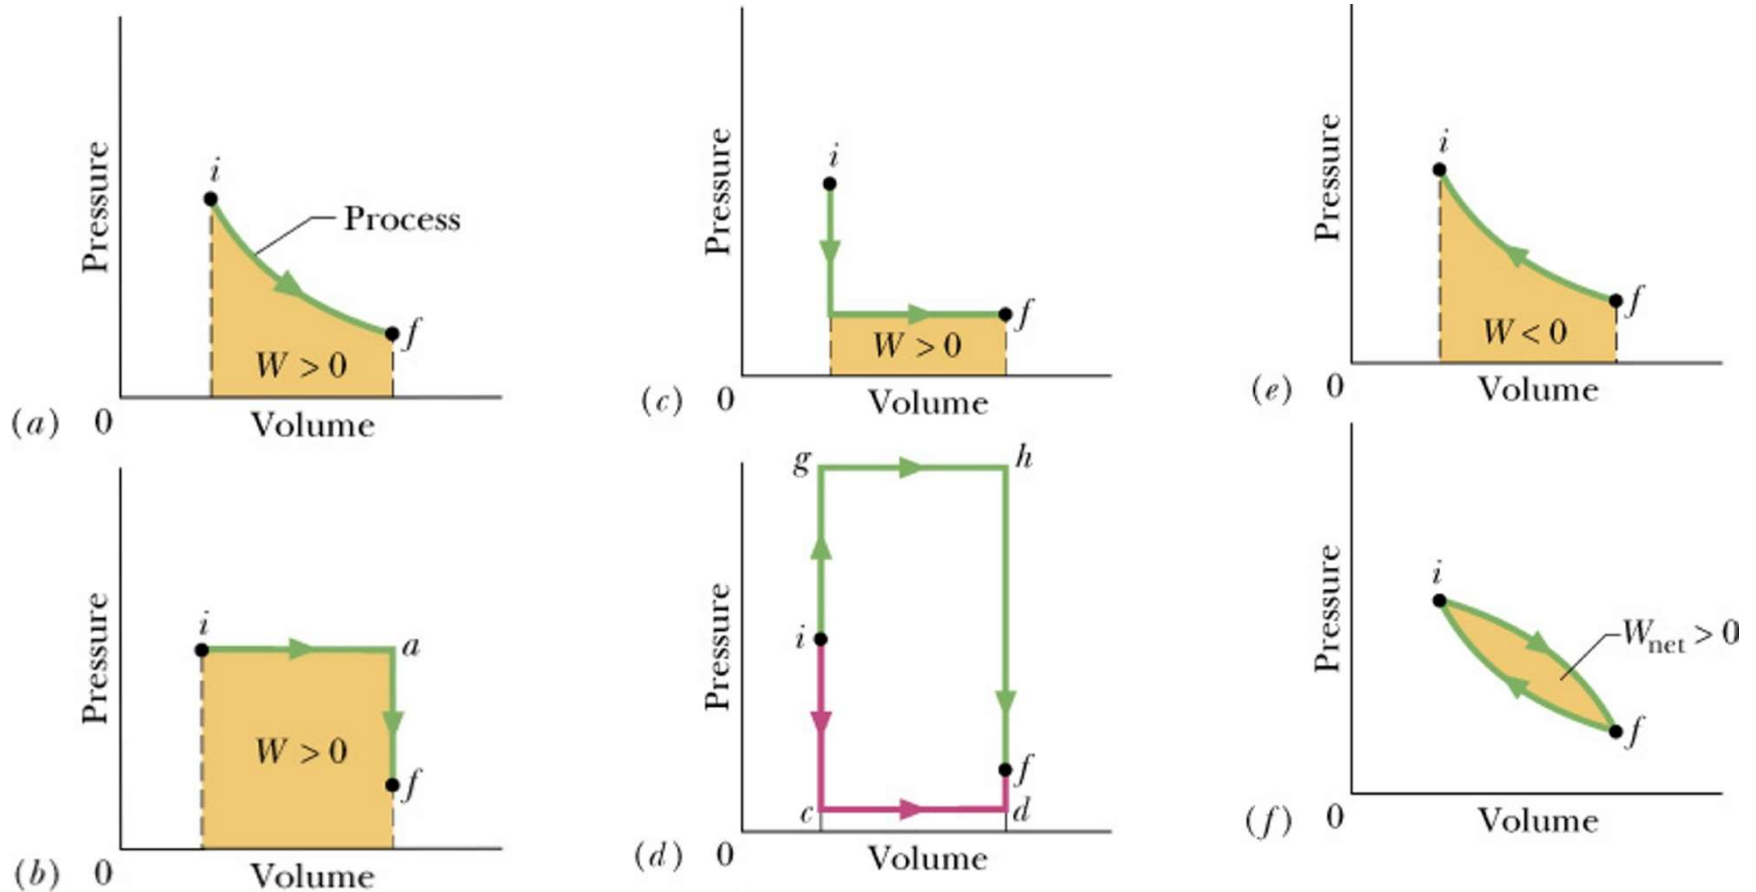 Pressure
i
Process
f
W > 0
(a)
0
Volume
Pressure
i
a
W > 0
f
(b)
0
Volume
Pressure
i
f
W > 0
(c)
0
Volume
Pressure
g
h
i
f
c
d
(d)
0
Volume
Pressure
i
f
W < 0
(e)
0
Volume
Pressure
i
Wnet > 0
f
(f)
0
Volume